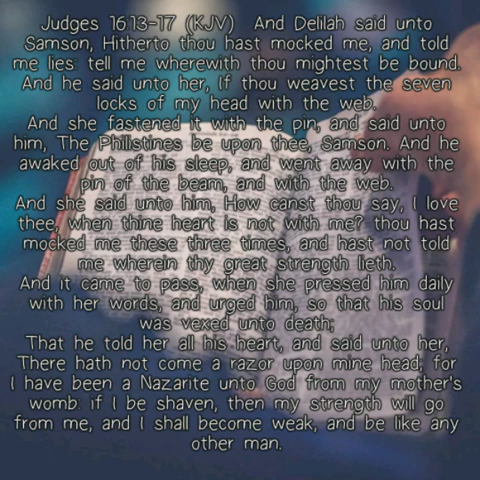 Judges 16:13-17 (KJV) And Delilah said unto
Samson, Hitherto thou hast mocked me, and told
me lies: tell me wherewith thou mightest be bound.
And he said unto her, If thou weavest the seven
locks of my head with the web.
And she fastened it with the pin, and said unto
him, The Philistines be upon thee, Samson. And he
awaked out of his sleep, and went away with the
pin of the beam, and with the web.
And she said unto him, How canst thou say, I love
thee, when thine heart is not with me? thou hast
mocked me these three times, and hast not told
me wherein thy great strength lieth.
And it came to pass, when she pressed him daily
with her words, and urged him, so that his soul
was vexed unto death;
That he told her all his heart, and said unto her,
There hath not come a razor upon mine head; for
I have been a Nazarite unto God from my mother's
womb: if I be shaven, then my strength will go
from me, and I shall become weak, and be like any
other man.